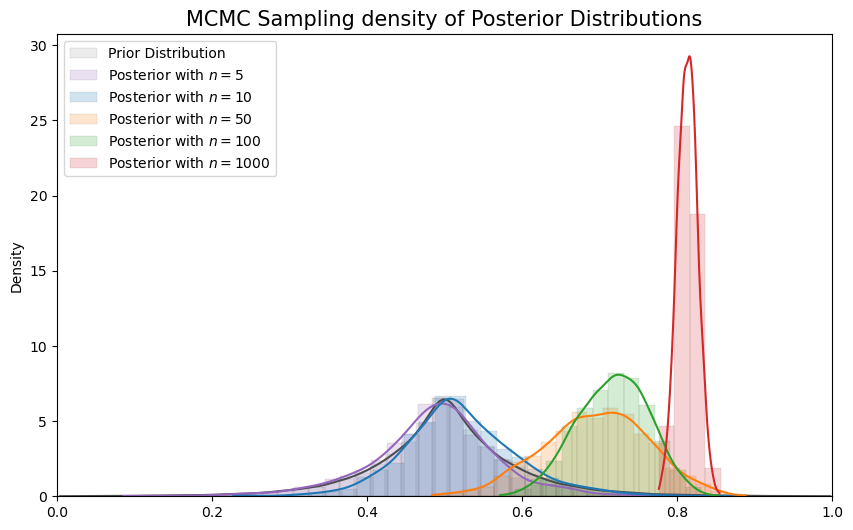 MCMC Sampling density of Posterior Distributions
30
25
20
15
10
5
0
Density
Prior Distribution
Posterior with n = 5
Posterior with n = 10
Posterior with n = 50
Posterior with n = 100
Posterior with n = 1000
0.0 0.2 0.4 0.6 0.8 1.0